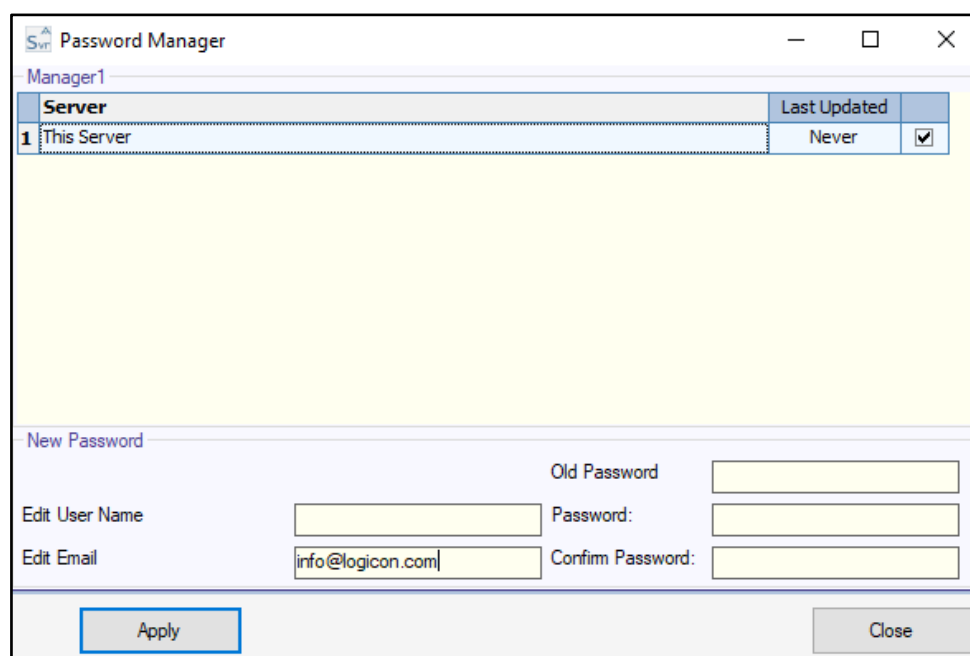 Svr Password Manager
Manager1
Server Last Updated
1 This Server Never
New Password
Old Password
Edit User Name Password:
Edit Email info@logicon.com Confirm Password:
Apply Close